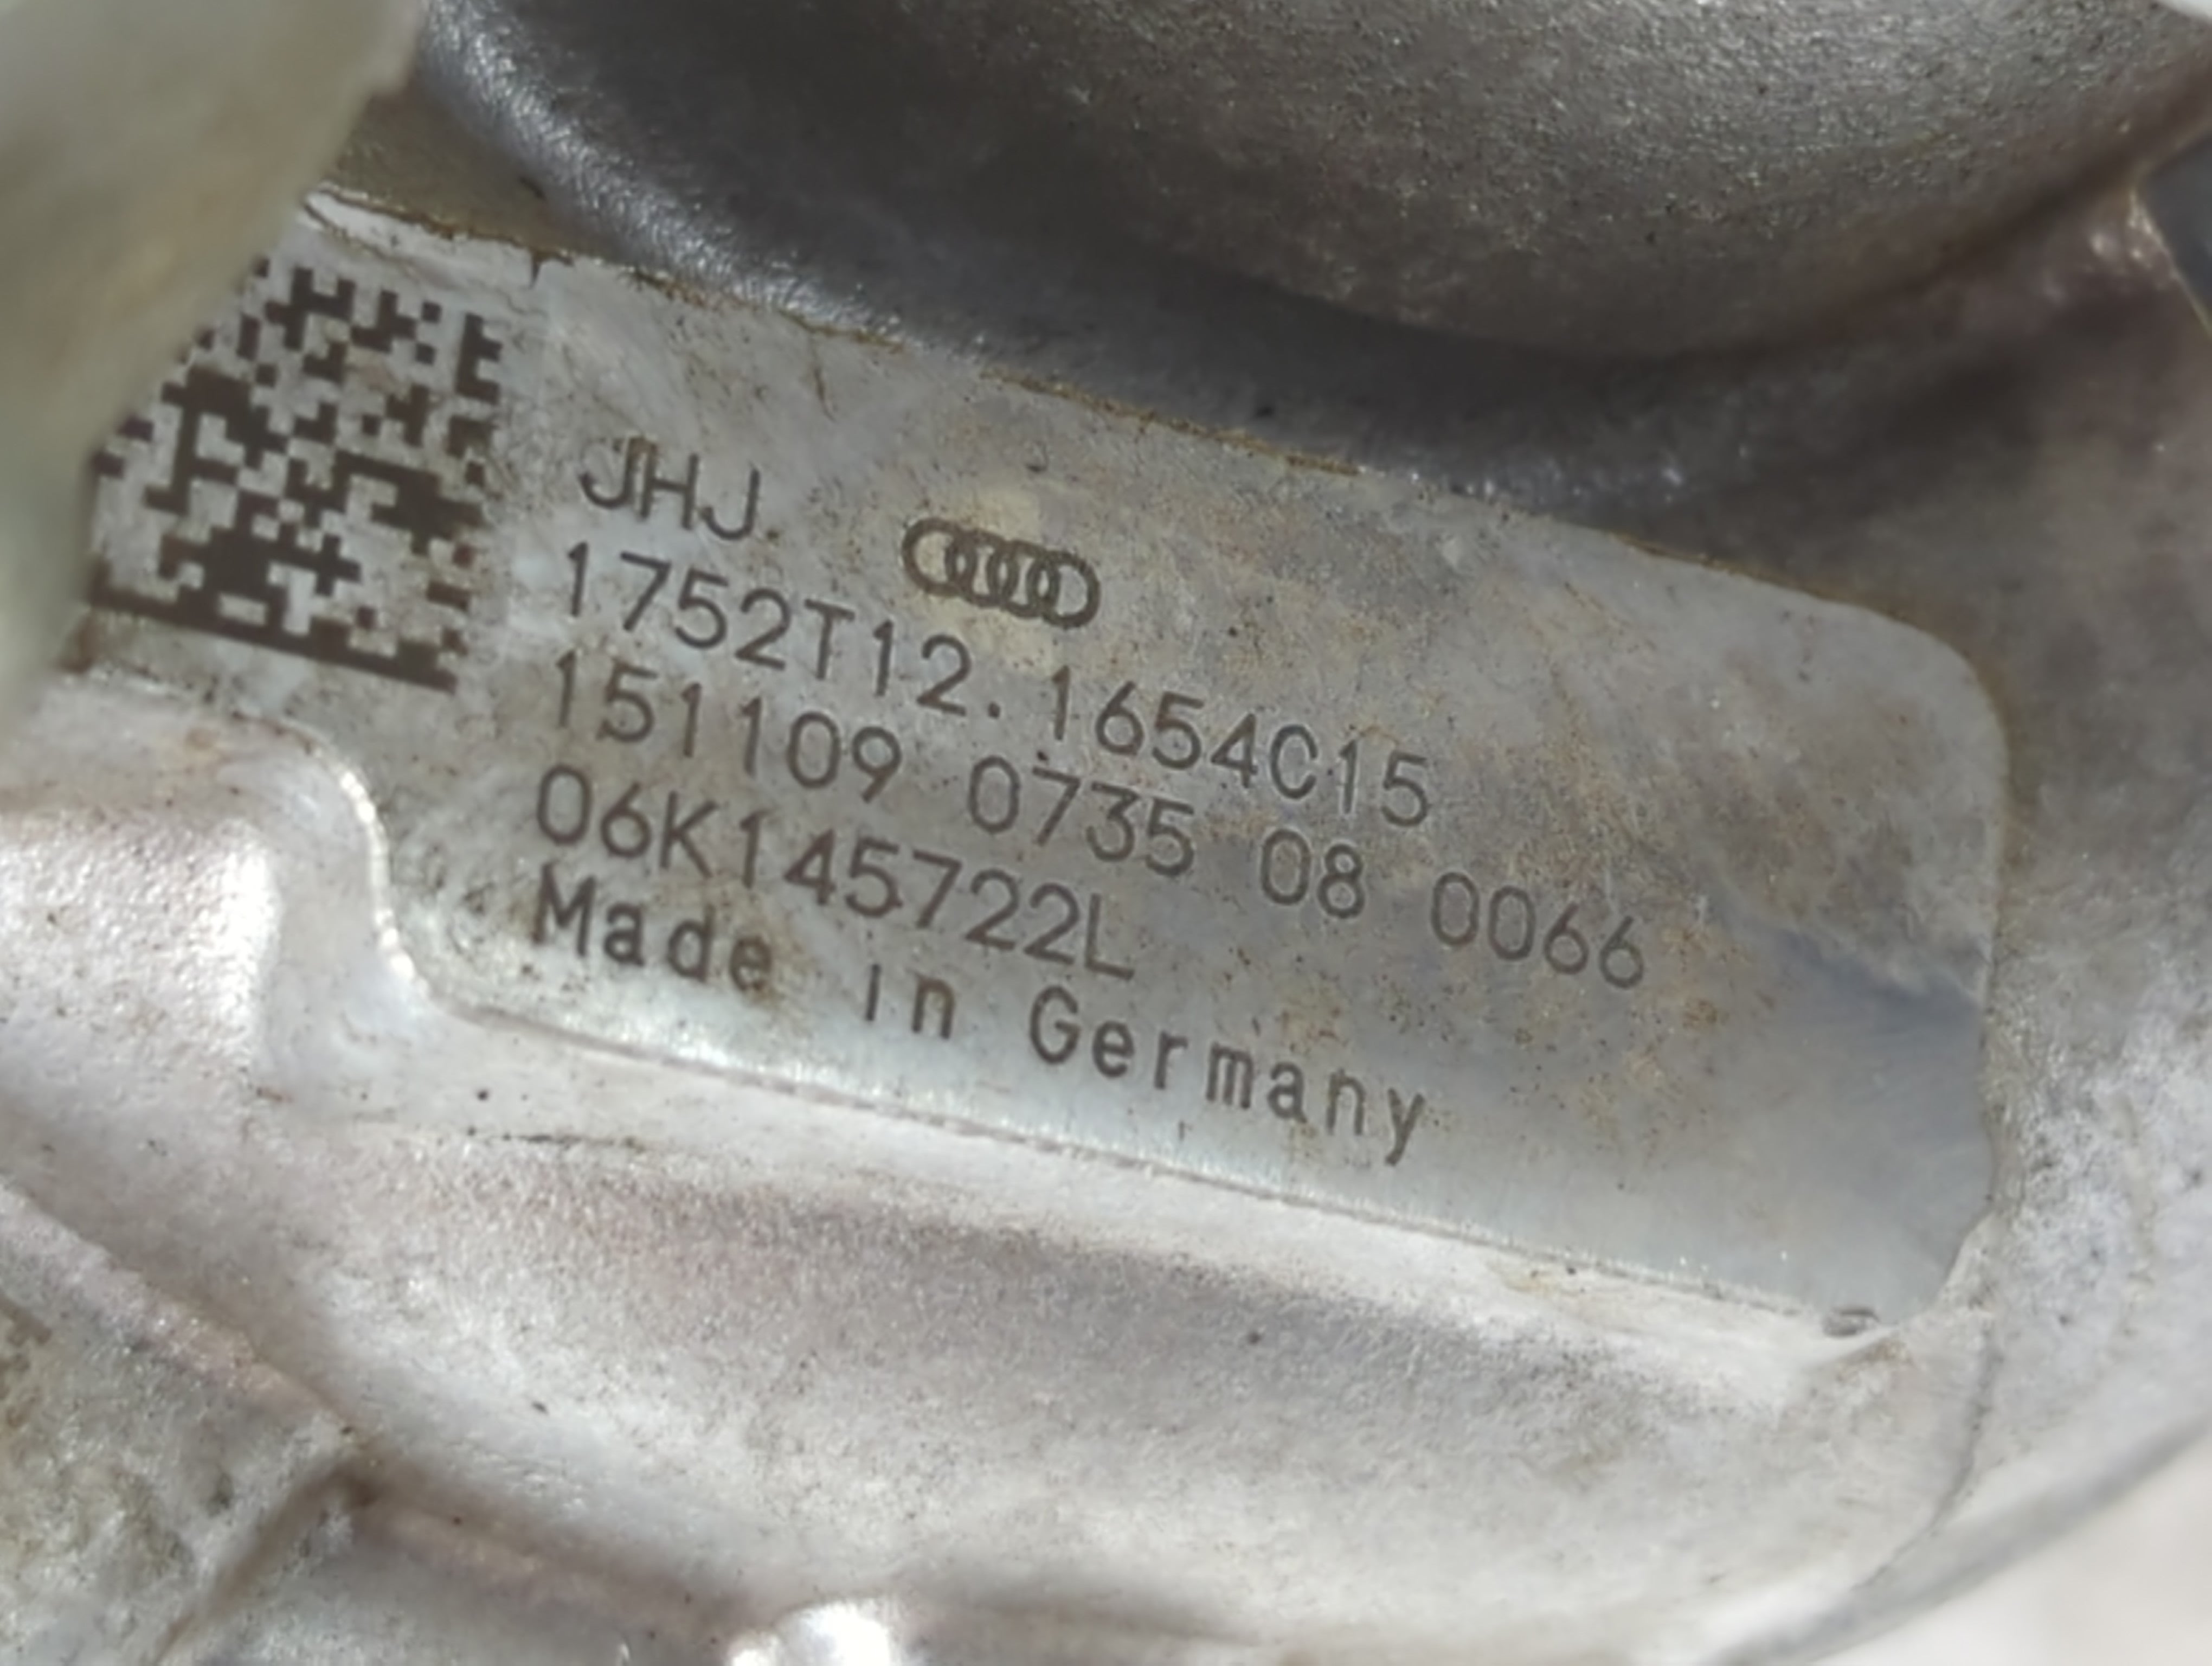 JHJ
1752T12.1654C15
151109 0735 08 0066
06K145722L
Made in Germany